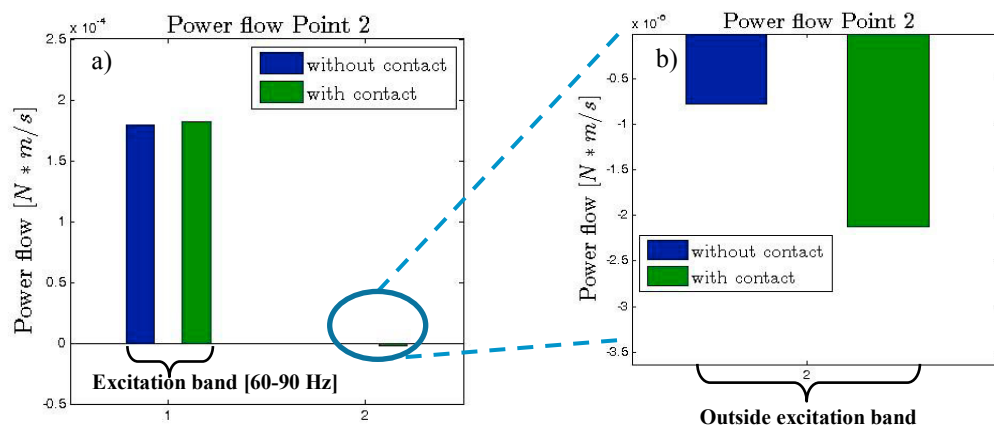 Power flow Point 2
x 10⁻⁴
a)
without contact
with contact
Power flow [N * m/s]
2.5
2
1.5
1
0.5
0
-0.5
Excitation band [60-90 Hz]
1
2
Power flow Point 2
x 10⁻⁶
b)
Power flow [N * m/s]
-0.5
-1
-1.5
-2
-2.5
-3
-3.5
without contact
with contact
2
Outside excitation band